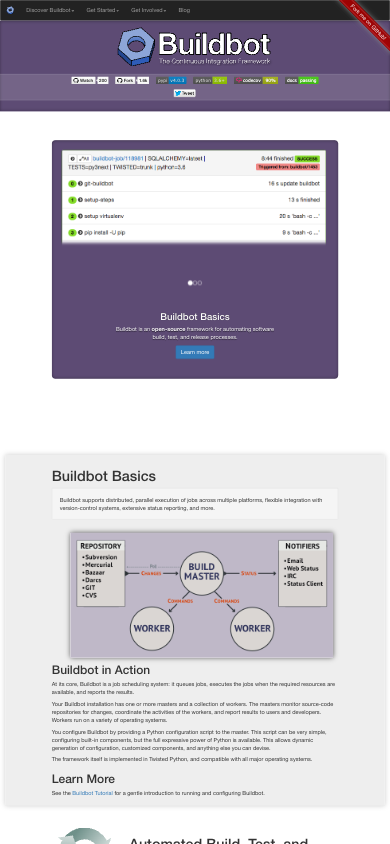 Discover Buildbot Get Started Get Involved Blog
Fork me on GitHub
Buildbot
The Continuous Integration Framework
Watch 280 Fork 1.6k pypi v4.0.3 python 3.8+ codecov 91% docs passing
Tweet
SQLALCHEMY=latest | 6:44 finished SUCCESS
TESTS=py3react | TWISTED=trunk | python=3.8
0 git-buildbot 16 s update buildbot
1 setup-steps 13 s finished
2 setup virtualenv 20 s 'bash -c ...'
3 pip install -U pip 9 s 'bash -c ...'
Buildbot Basics
Buildbot is an open-source framework for automating software
build, test, and release processes.
Learn more
Buildbot Basics
Buildbot supports distributed, parallel execution of jobs across multiple platforms, flexible integration with
version-control systems, extensive status reporting, and more.
Repository
•Subversion
•Mercerial
•Bazaar
•Darcs
•GIT
•CVS
Changes
Build
Master
Status
Notifiers
•Email
•Web Status
•IRC
•Status Client
Commands Commands
Worker Worker
Buildbot in Action
At its core, Buildbot is a job scheduling system: it queues jobs, executes the jobs when the required resources are
available, and reports the results.
Your Buildbot installation has one or more masters and a collection of workers. The masters monitor source-code
repositories for changes, coordinate the activities of the workers, and report results to users and developers.
Workers run on a variety of operating systems.
You configure Buildbot by providing a Python configuration script to the master. This script can be very simple,
configuring built-in components, but the full expressive power of Python is available. This allows dynamic
generation of configuration, customized components, and anything else you can devise.
The framework itself is implemented in Twisted Python, and compatible with all major operating systems.
Learn More
See the Buildbot Tutorial for a gentle introduction to running and configuring Buildbot.
Automated Build, Test, and